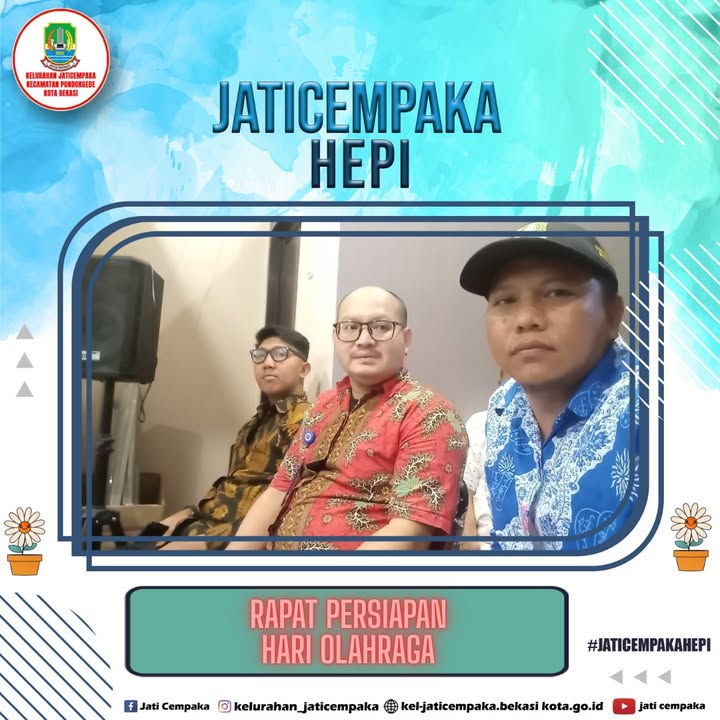 KELURAHAN JATICEMPAKA
KECAMATAN PONDOKGEDE
KOTA BEKASI
JATICEMPAKA
HEPI
RAPAT PERSIAPAN
HARI OLAHRAGA
#JATICEMPAKAHEPI
Jati Cempaka kelurahan_jaticempaka kel-jaticempaka.bekasi kota.go.id jati cempaka